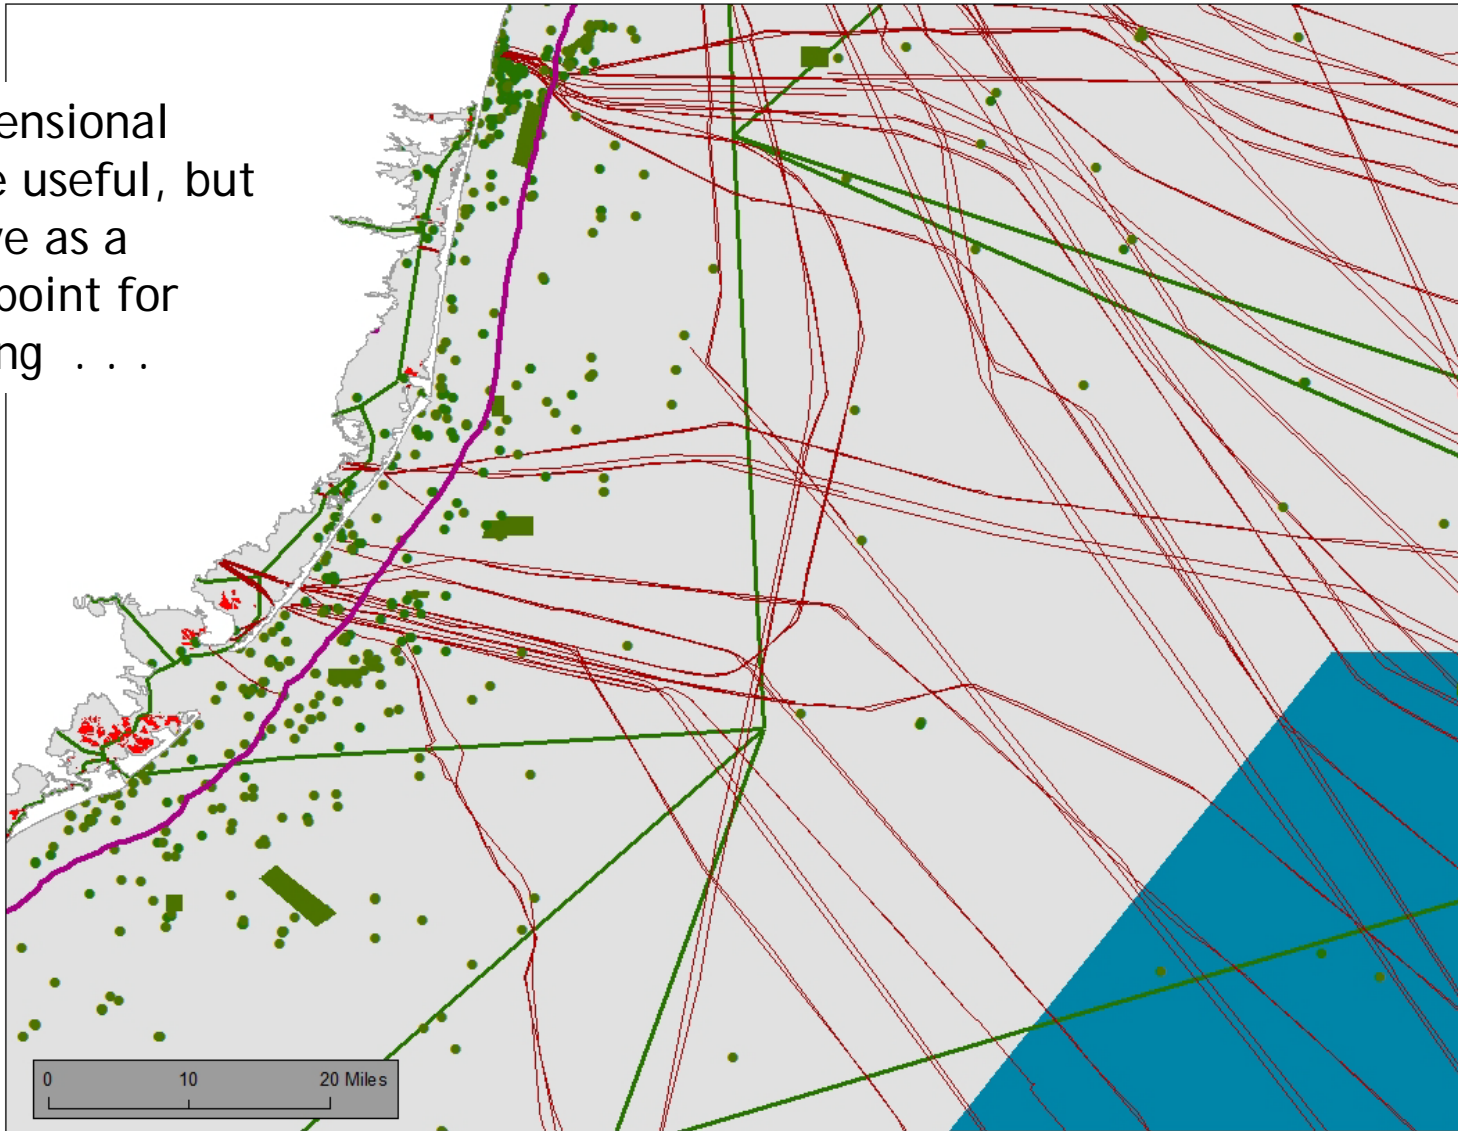 ensional
e useful, but
ve as a
point for
ng . . .
0 10 20 Miles